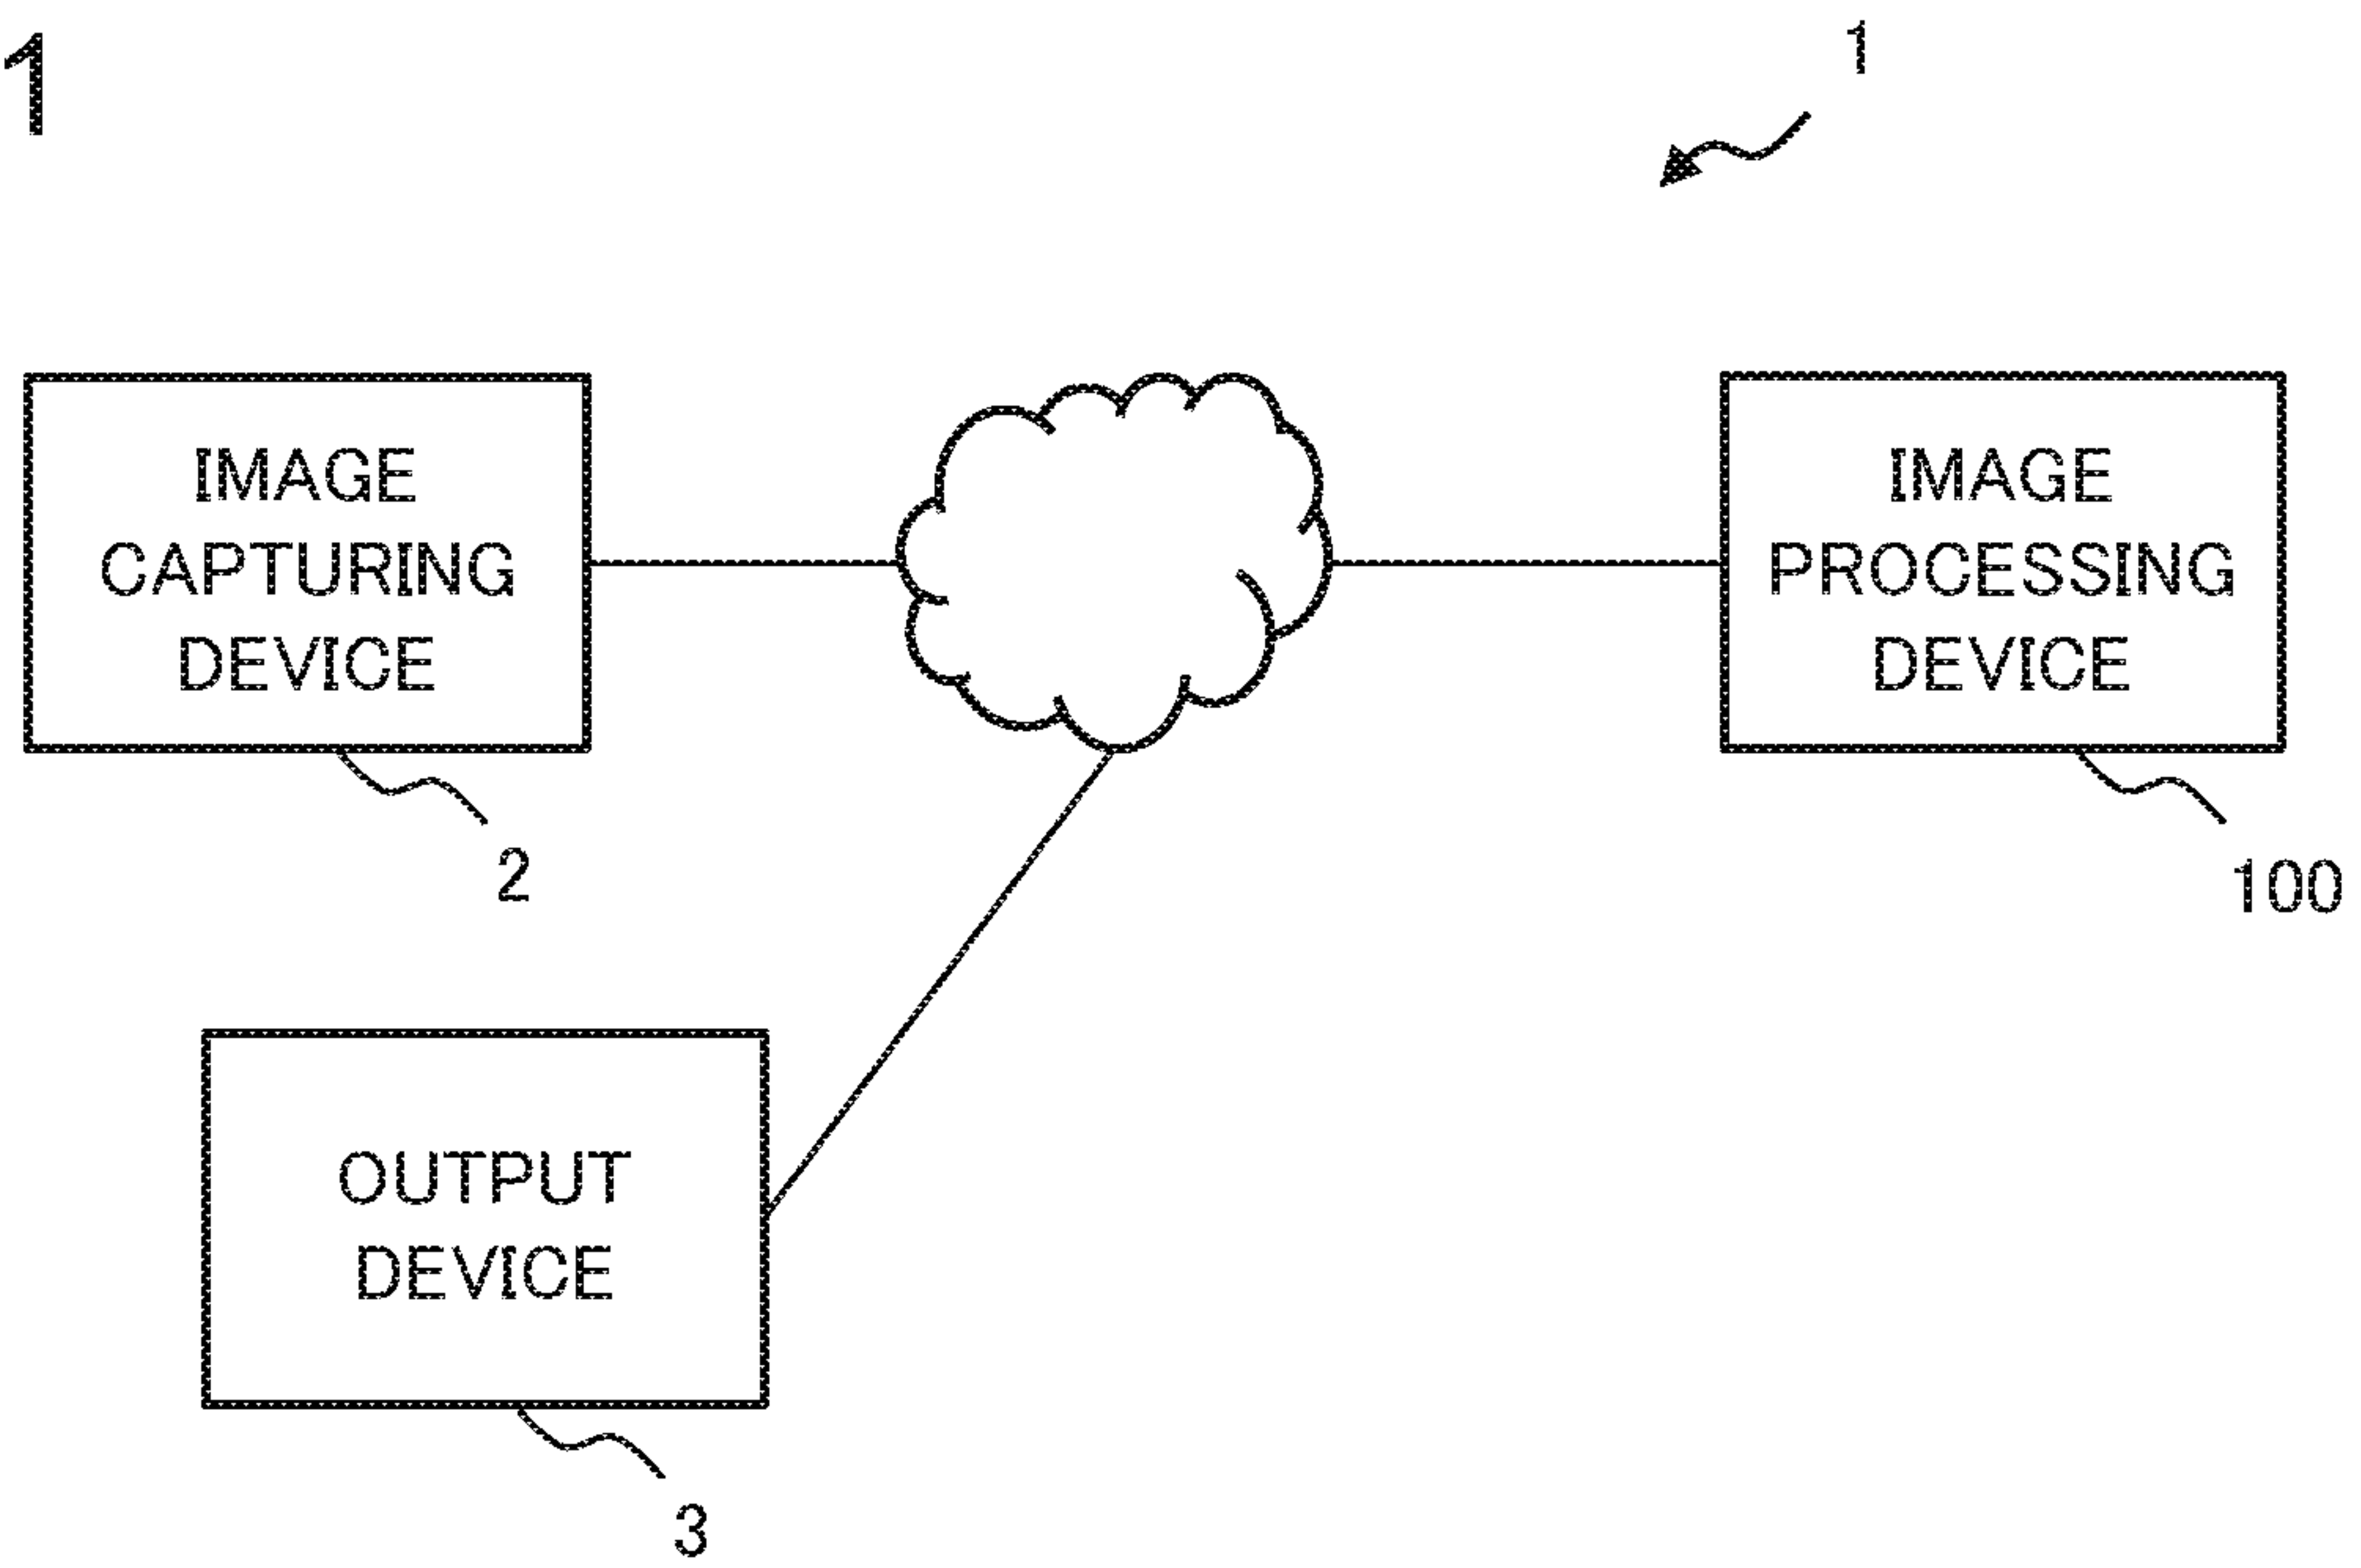 1
1
IMAGE
CAPTURING
DEVICE
IMAGE
PROCESSING
DEVICE
2
100
OUTPUT
DEVICE
3